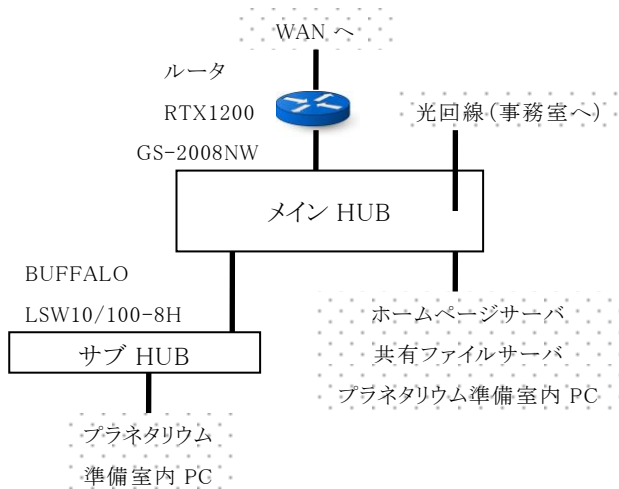 WAN へ
ルータ
RTX1200
光回線(事務室へ)
GS-2008NW
メイン HUB
BUFFALO
LSW10/100-8H
サブ HUB
ホームページサーバ
共有ファイルサーバ
プラネタリウム準備室内 PC
プラネタリウム
準備室内 PC